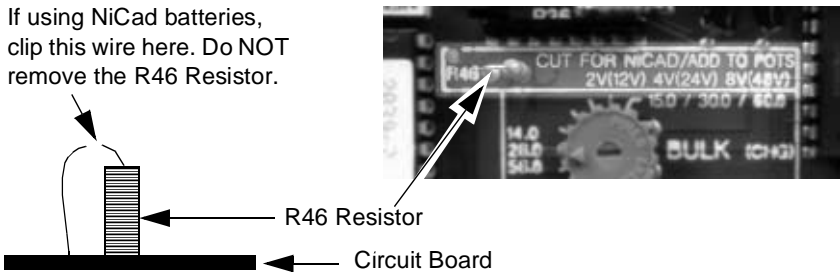 If using NiCad batteries,
clip this wire here. Do NOT
remove the R46 Resistor.
R46
CUT FOR NICAD/ADD TO POTS
2V(12V) 4V(24V) 8V(48V)
15.0 / 30.0 / 60.0
14.0
28.0
56.0
BULK (CHG)
R46 Resistor
Circuit Board